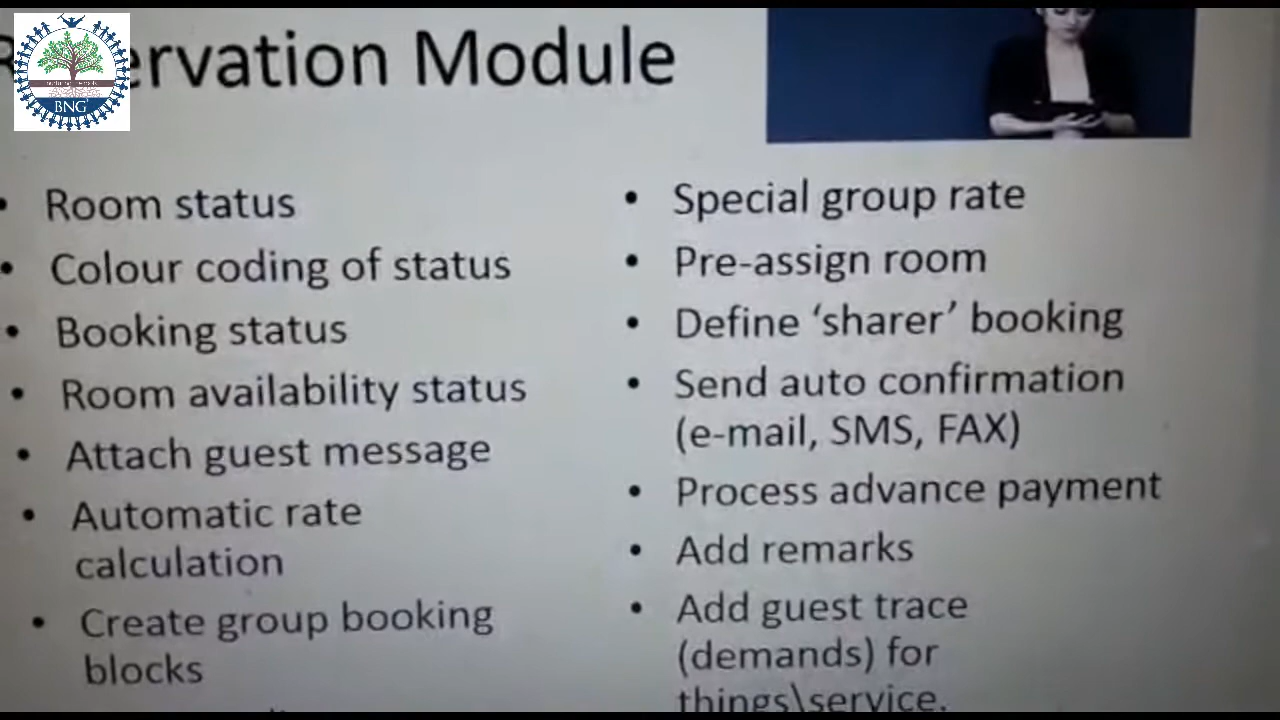 Reservation Module
BNG
• Room status
• Colour coding of status
• Booking status
• Room availability status
• Attach guest message
• Automatic rate
calculation
• Create group booking
blocks
• Special group rate
• Pre-assign room
• Define ‘sharer’ booking
• Send auto confirmation
(e-mail, SMS, FAX)
• Process advance payment
• Add remarks
• Add guest trace
(demands) for
things\service.